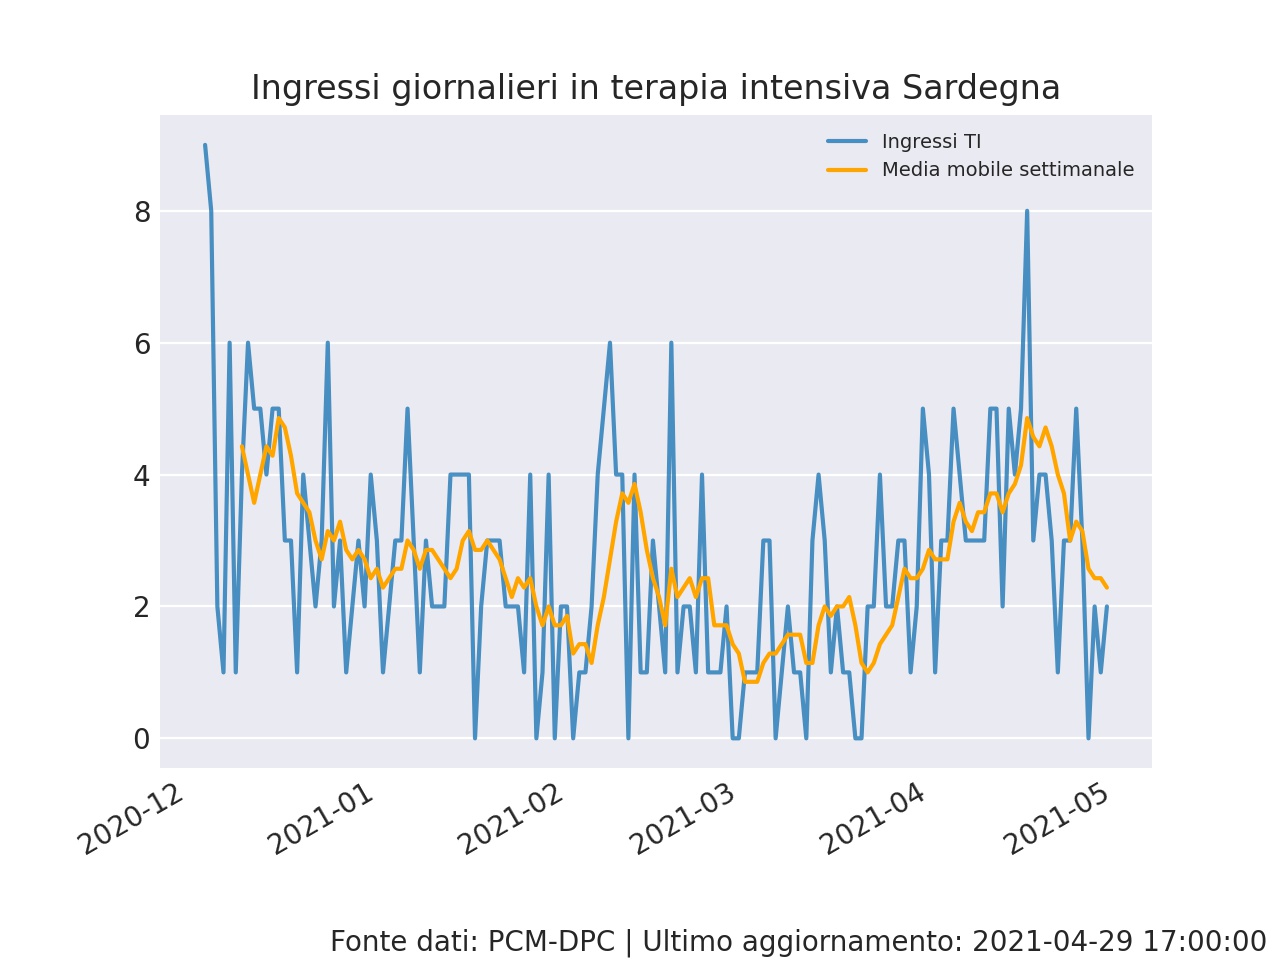 Ingressi giornalieri in terapia intensiva Sardegna
Ingressi TI
Media mobile settimanale
8
6
4
2
0
2020-12
2021-01
2021-02
2021-03
2021-04
2021-05
Fonte dati: PCM-DPC | Ultimo aggiornamento: 2021-04-29 17:00:00